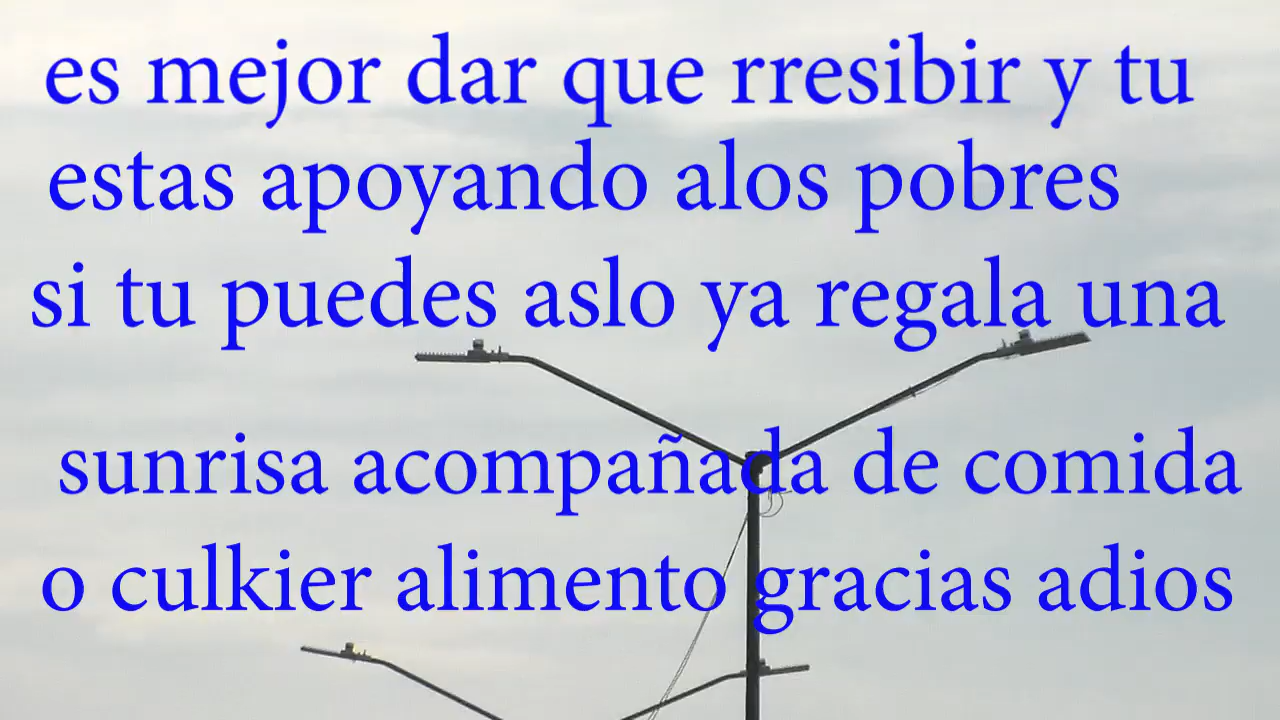 es mejor dar que rresibir y tu
estas apoyando alos pobres
si tu puedes aslo ya regala una
sunrisa acompañada de comida
o culkier alimento gracias adios